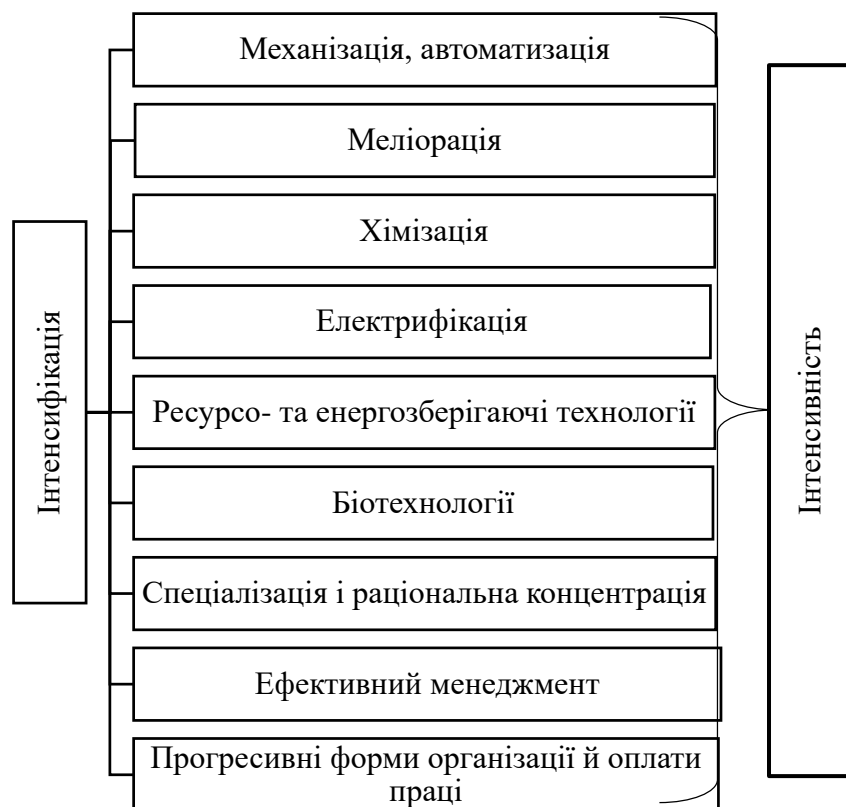 Інтенсифікація
Механізація, автоматизація
Меліорація
Хімізація
Електрифікація
Ресурсо- та енергозберігаючі технології
Біотехнології
Спеціалізація і раціональна концентрація
Ефективний менеджмент
Прогресивні форми організації й оплати
праці
Інтенсивність